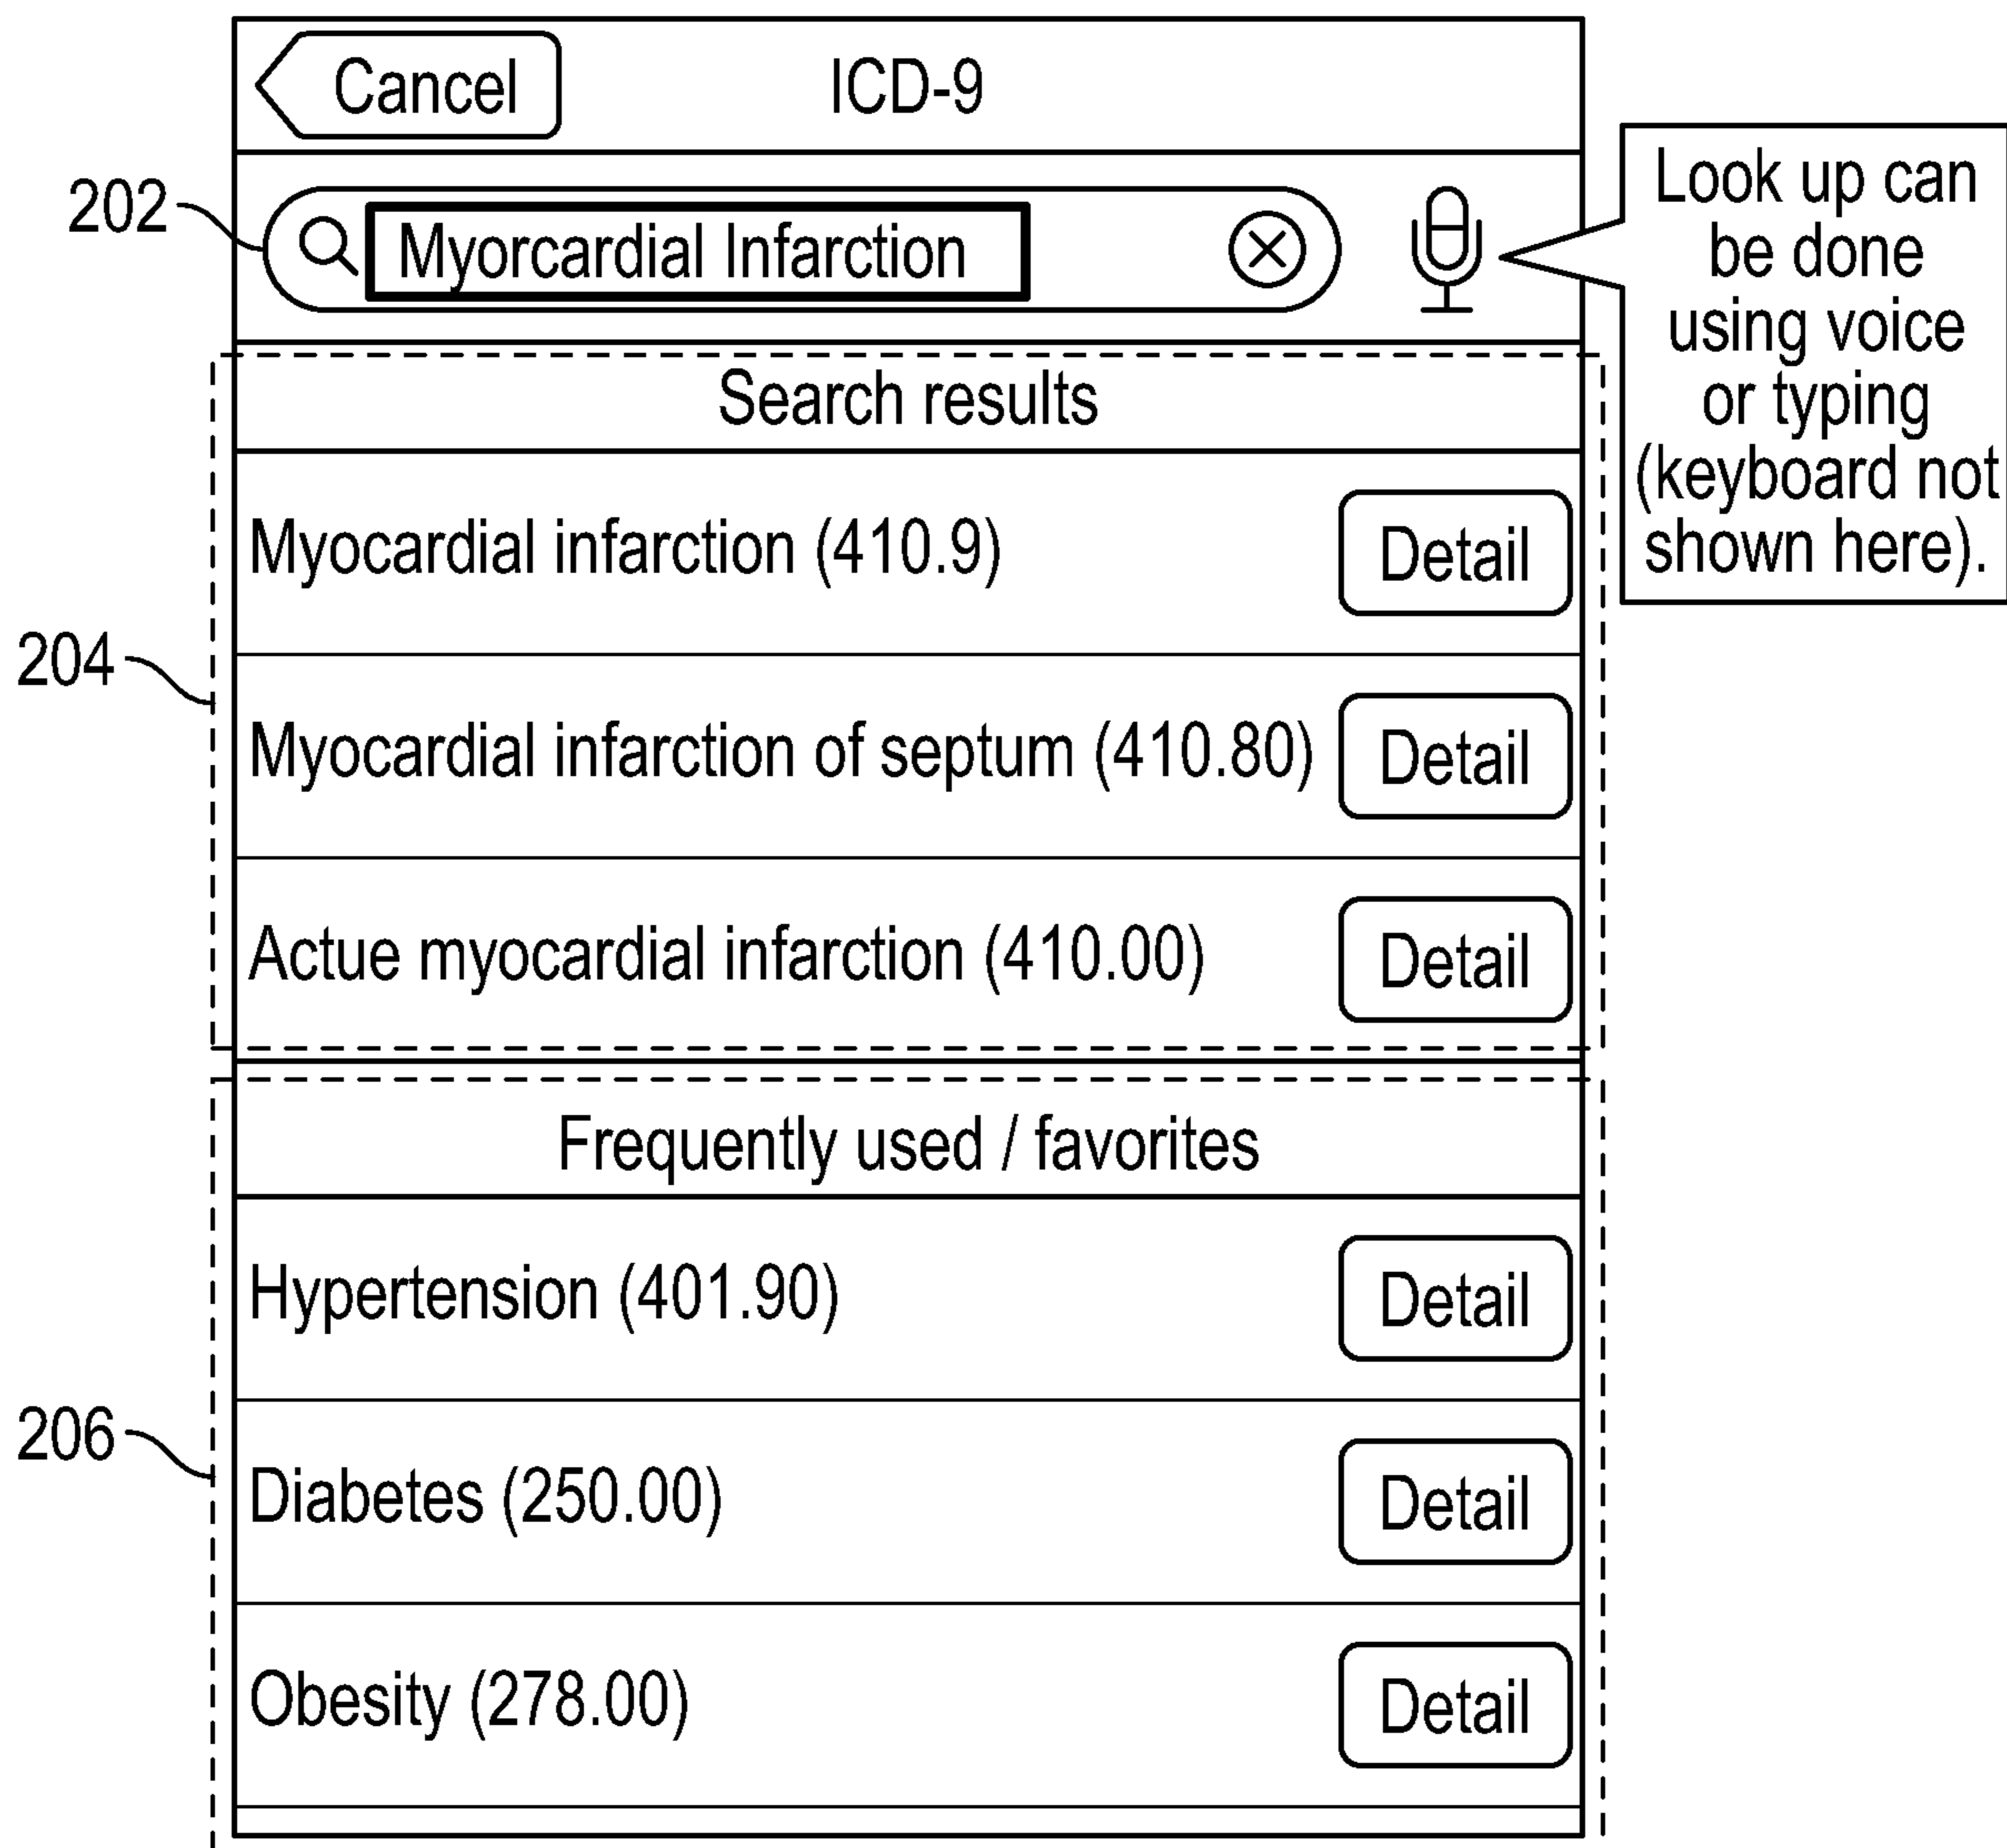 Cancel
ICD-9
202
Myorcardial Infarction
Look up can
be done
using voice
or typing
(keyboard not
shown here).
Search results
Myocardial infarction (410.9)
Detail
204
Myocardial infarction of septum (410.80)
Detail
Actue myocardial infarction (410.00)
Detail
Frequently used / favorites
Hypertension (401.90)
Detail
206
Diabetes (250.00)
Detail
Obesity (278.00)
Detail